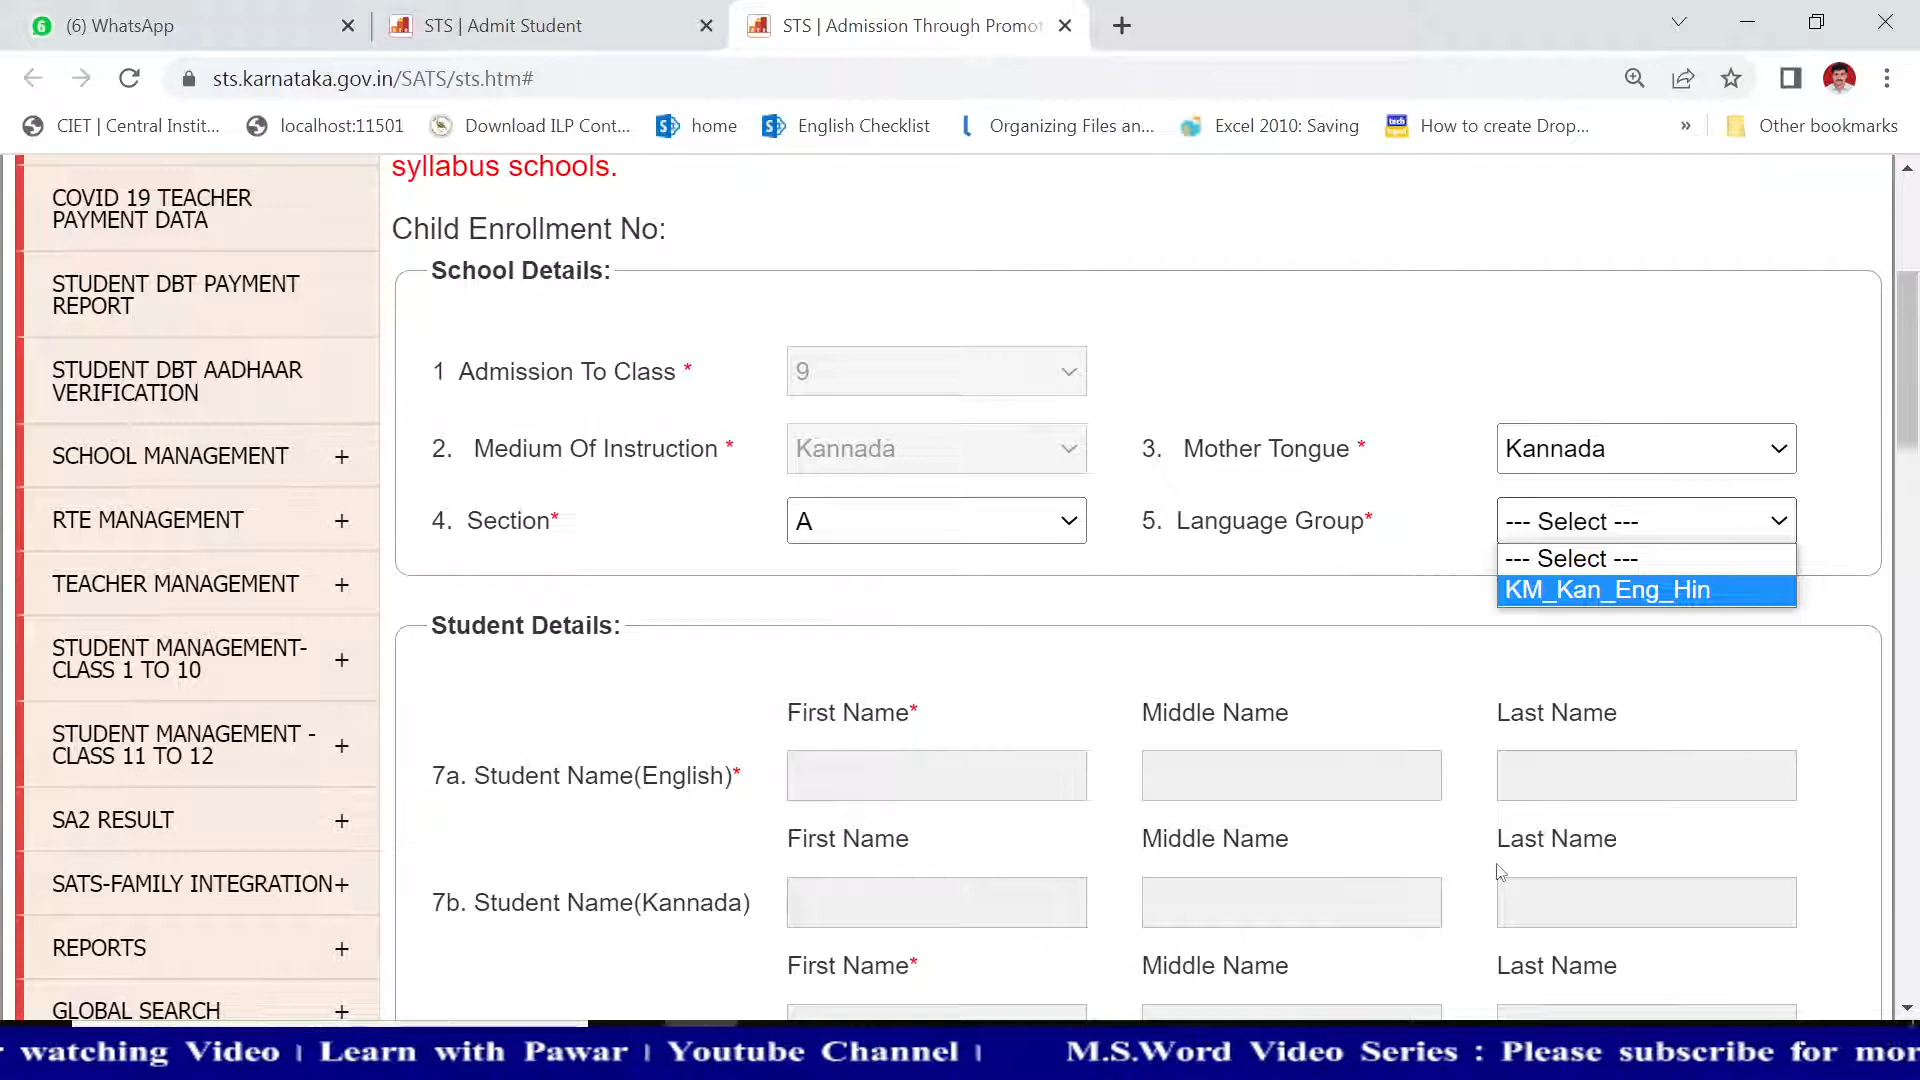 (6) WhatsApp
STS | Admit Student
STS | Admission Through Promot
sts.karnataka.gov.in/SATS/sts.htm#
CIET | Central Instit...
localhost:11501
Download ILP Cont...
home
English Checklist
Organizing Files an...
Excel 2010: Saving
How to create Drop...
»
Other bookmarks
COVID 19 TEACHER
PAYMENT DATA
STUDENT DBT PAYMENT
REPORT
STUDENT DBT AADHAAR
VERIFICATION
SCHOOL MANAGEMENT +
RTE MANAGEMENT +
TEACHER MANAGEMENT +
STUDENT MANAGEMENT-
CLASS 1 TO 10 +
STUDENT MANAGEMENT -
CLASS 11 TO 12 +
SA2 RESULT +
SATS-FAMILY INTEGRATION+
REPORTS +
GLOBAL SEARCH +
syllabus schools.
Child Enrollment No:
School Details:
1 Admission To Class * 9
2. Medium Of Instruction * Kannada 3. Mother Tongue * Kannada
4. Section* A 5. Language Group* --- Select ---
--- Select ---
KM_Kan_Eng_Hin
Student Details:
First Name* Middle Name Last Name
7a. Student Name(English)*
First Name Middle Name Last Name
7b. Student Name(Kannada)
First Name* Middle Name Last Name
r watching Video | Learn with Pawar | Youtube Channel | M.S.Word Video Series : Please subscribe for mor